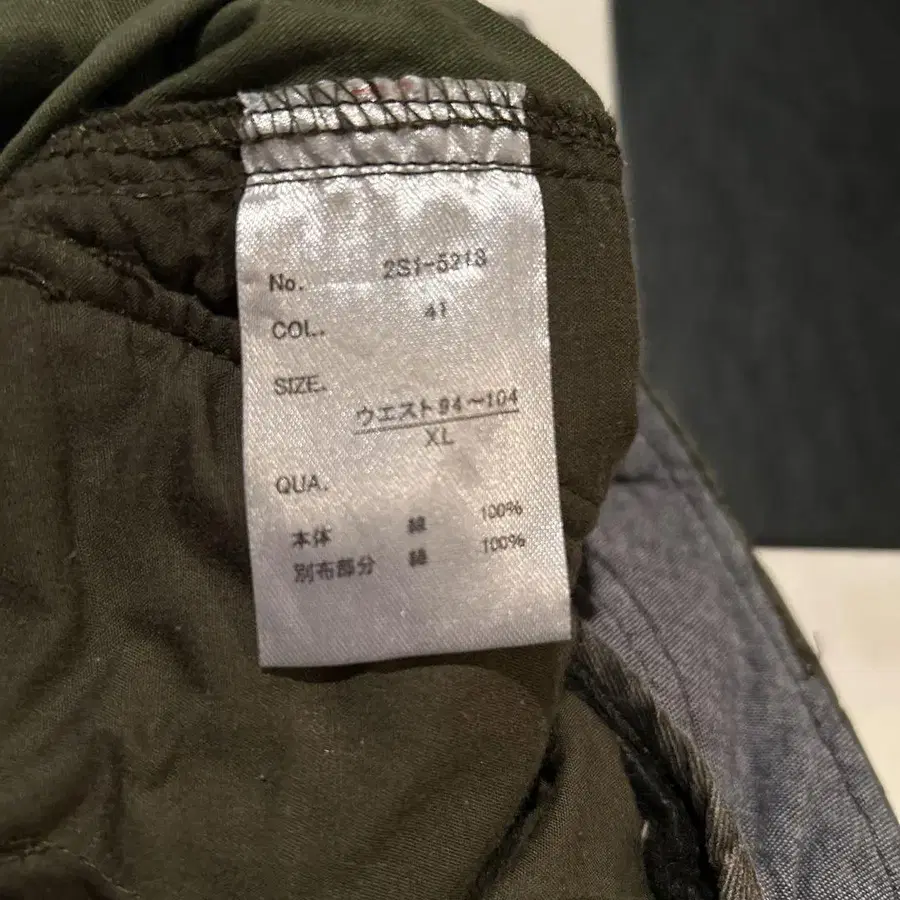 No. 2S1-5213
COL. 41
SIZE.
ウエスト94～104
XL
QUA.
本体 綿 100%
別布部分 綿 100%